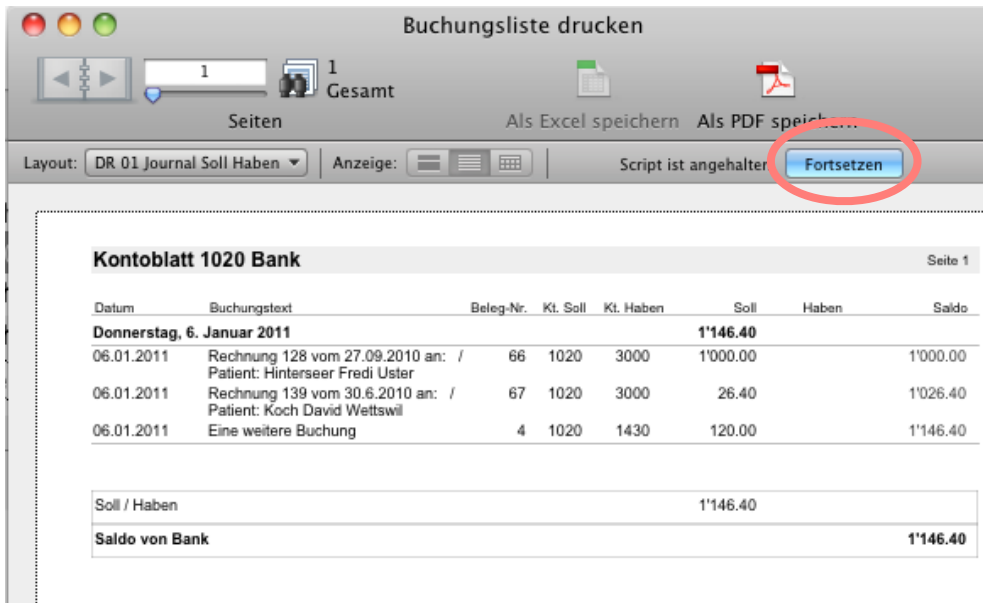 Buchungsliste drucken
1
1
Gesamt
Seiten
Als Excel speichern
Als PDF speichern
Layout: DR 01 Journal Soll Haben
Anzeige:
Script ist angehalten
Fortsetzen
Kontoblatt 1020 Bank Seite 1
Datum Buchungstext Beleg-Nr. Kt. Soll Kt. Haben Soll Haben Saldo
Donnerstag, 6. Januar 2011 1'146.40
06.01.2011 Rechnung 128 vom 27.09.2010 an: / 66 1020 3000 1'000.00 1'000.00
Patient: Hinterseer Fredi Uster
06.01.2011 Rechnung 139 vom 30.6.2010 an: / 67 1020 3000 26.40 1'026.40
Patient: Koch David Wettswil
06.01.2011 Eine weitere Buchung 4 1020 1430 120.00 1'146.40
Soll / Haben 1'146.40
Saldo von Bank 1'146.40